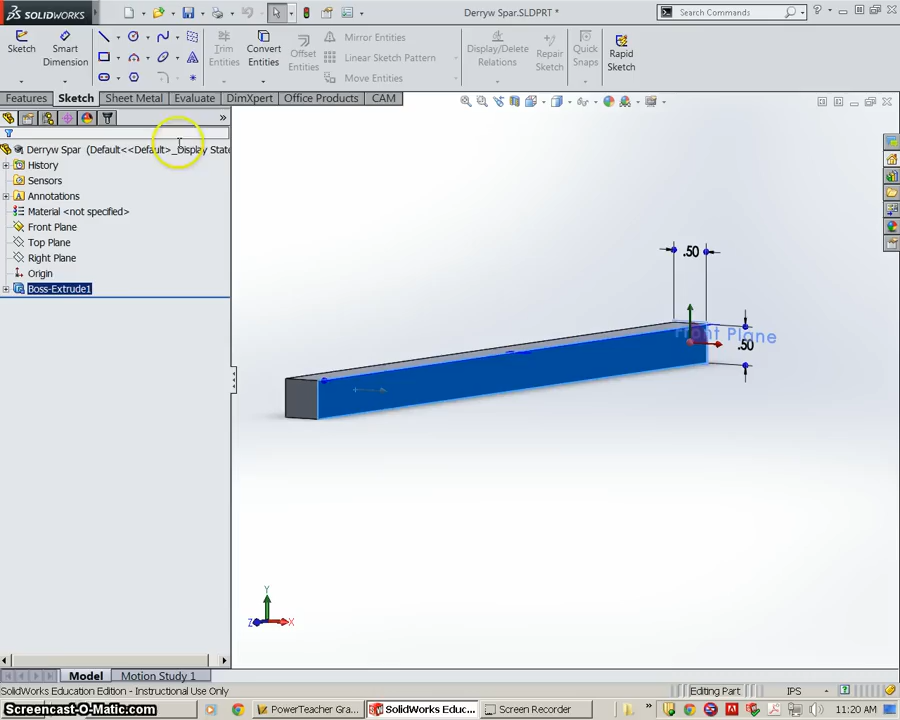 SOLIDWORKS
Derryw Spar.SLDPRT *
Search Commands
Sketch
Smart
Dimension
Trim
Entities
Convert
Entities
Offset
Entities
Mirror Entities
Linear Sketch Pattern
Move Entities
Display/Delete
Relations
Repair
Sketch
Quick
Snaps
Rapid
Sketch
Features Sketch Sheet Metal Evaluate DimXpert Office Products CAM
Derryw Spar (Default<<Default>_Display State
History
Sensors
Annotations
Material <not specified>
Front Plane
Top Plane
Right Plane
Origin
Boss-Extrude1
.50
Front Plane
.50
Y
Z
X
Model Motion Study 1
SolidWorks Education Edition - Instructional Use Only
Editing Part IPS
Screencast-O-Matic.com
PowerTeacher Gra...
SolidWorks Educ...
Screen Recorder
11:20 AM